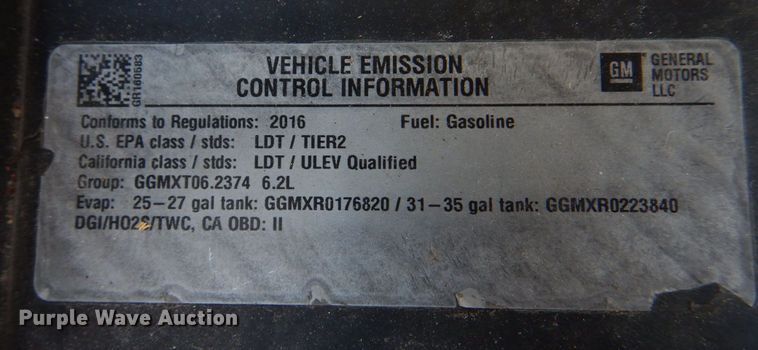 GR160583
VEHICLE EMISSION
CONTROL INFORMATION
GM
GENERAL
MOTORS
LLC
Conforms to Regulations: 2016 Fuel: Gasoline
U.S. EPA class / stds: LDT / TIER2
California class / stds: LDT / ULEV Qualified
Group: GGMXT06.2374 6.2L
Evap: 25-27 gal tank: GGMXR0176820 / 31-35 gal tank: GGMXR0223840
DGI/HO2S/TWC, CA OBD: II
Purple Wave Auction